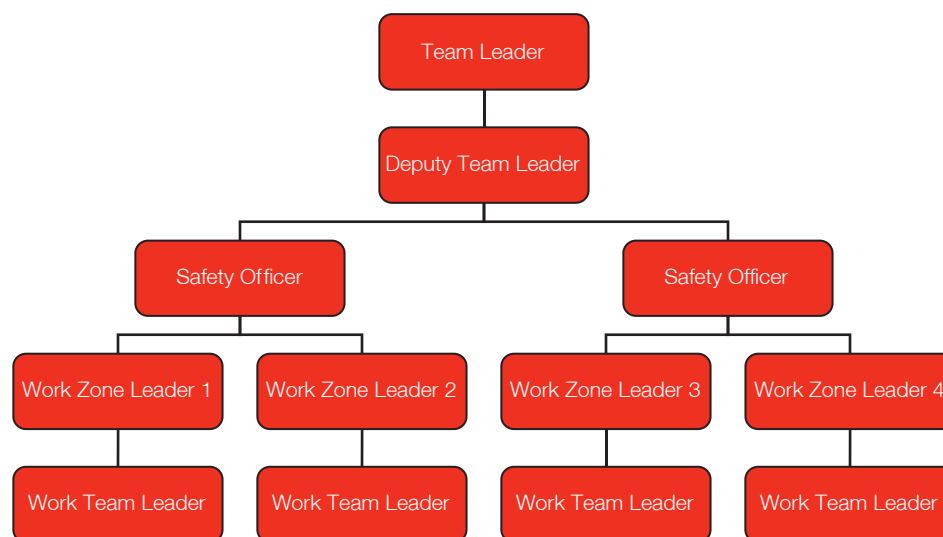 Team Leader
Deputy Team Leader
Safety Officer
Safety Officer
Work Zone Leader 1
Work Zone Leader 2
Work Zone Leader 3
Work Zone Leader 4
Work Team Leader
Work Team Leader
Work Team Leader
Work Team Leader